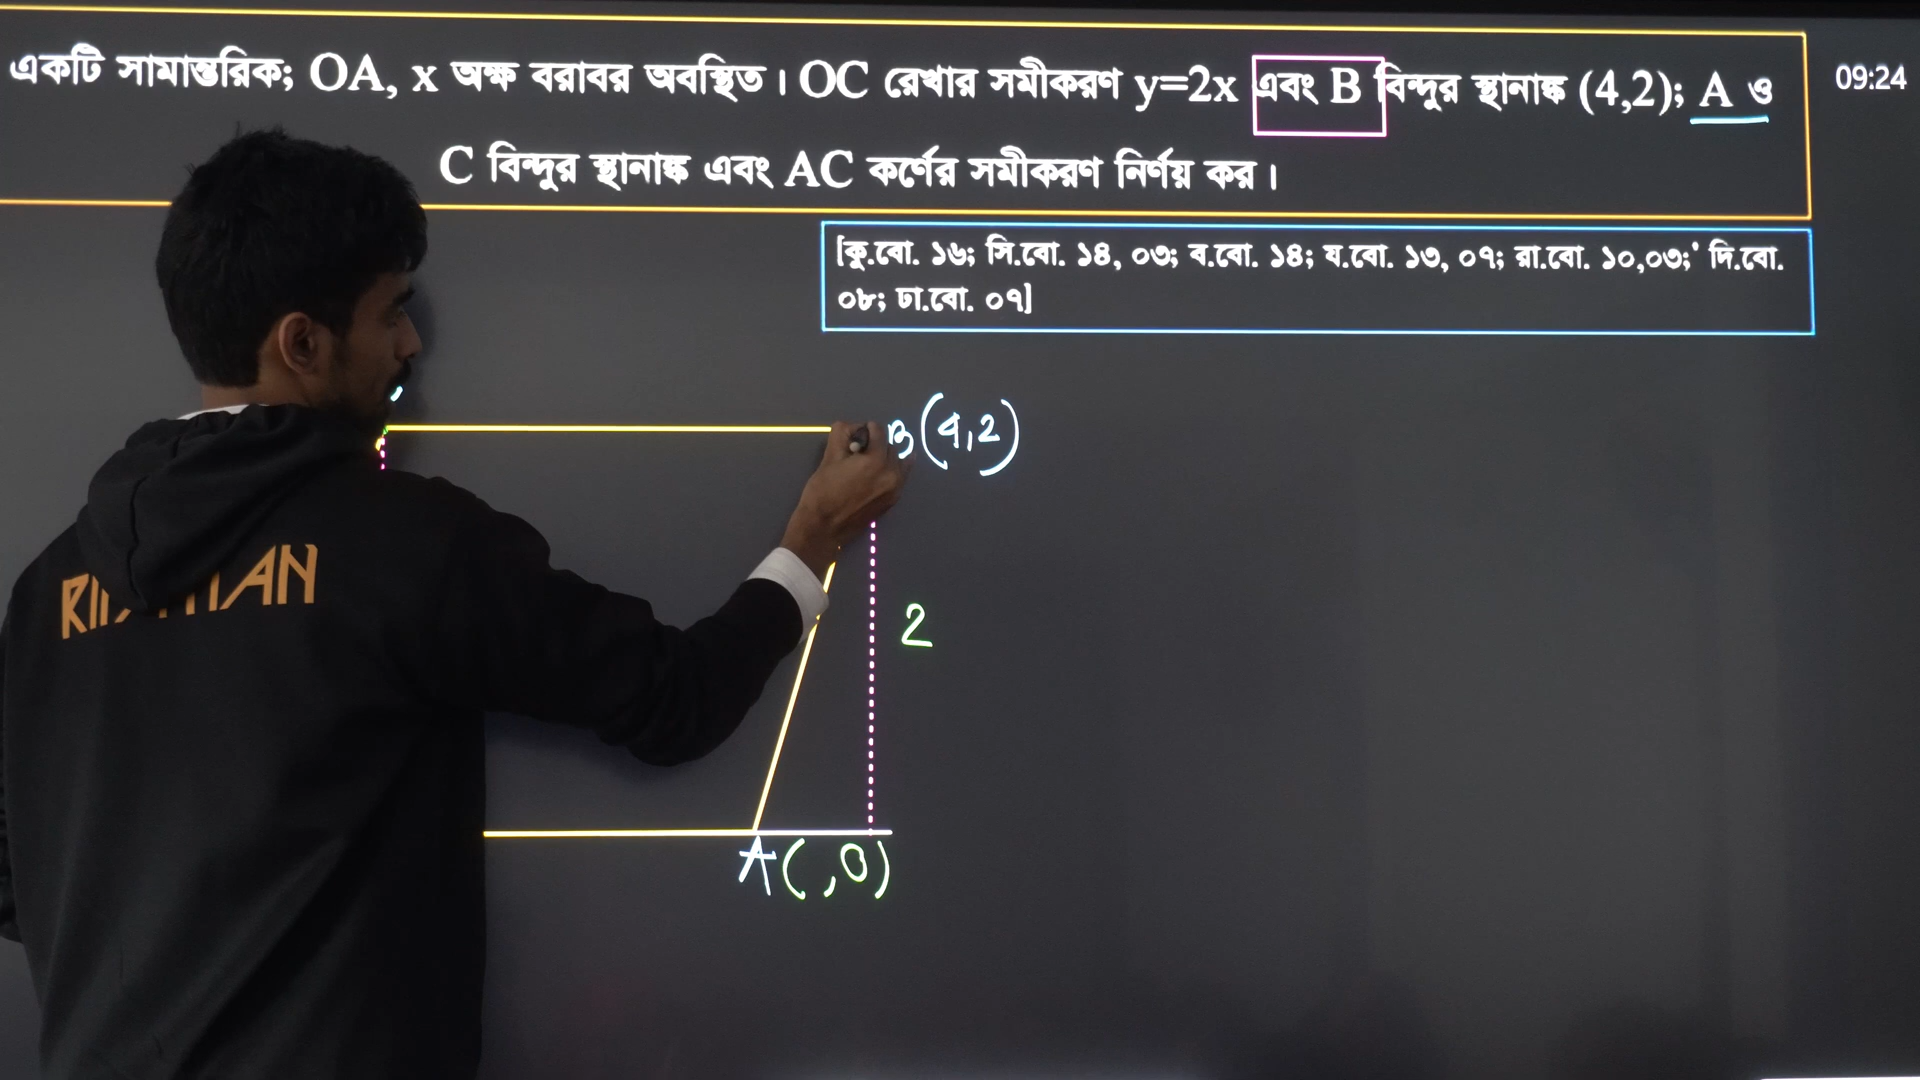 একটি সামান্তরিক; OA, x অক্ষ বরাবর অবস্থিত। OC রেখার সমীকরণ y=2x এবং B বিন্দুর স্থানাঙ্ক (4,2); A ও
09:24
C বিন্দুর স্থানাঙ্ক এবং AC কর্ণের সমীকরণ নির্ণয় কর।
[কু.বো. ১৬; সি.বো. ১৪, ০৩; ব.বো. ১৪; য.বো. ১৩, ০৭; রা.বো. ১০,০৩;' দি.বো.
০৮; ঢা.বো. ০৭]
B(4,2)
2
A( ,0)